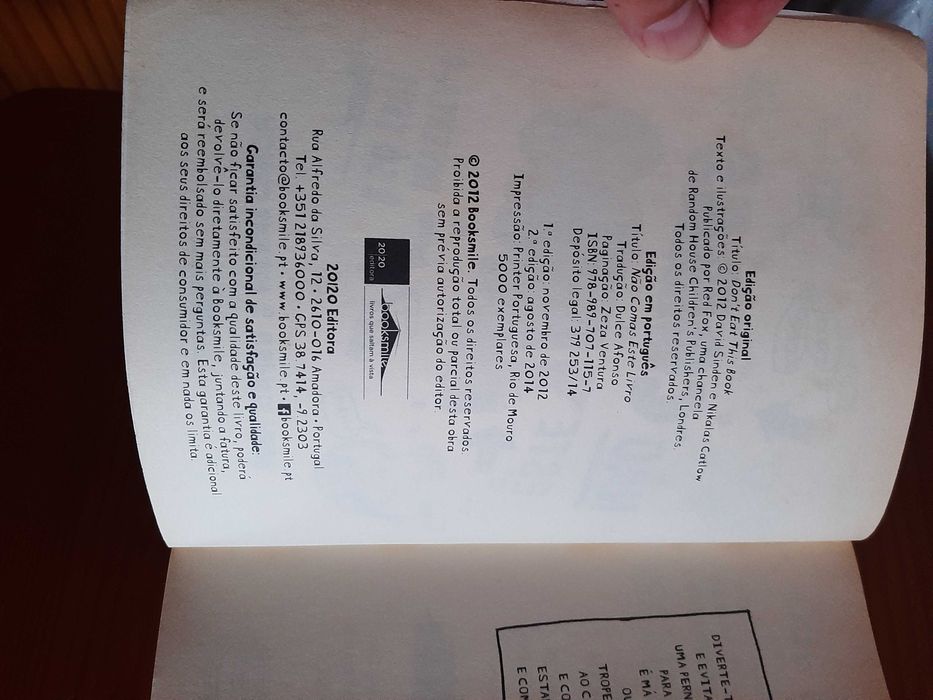 Edição original
Título: Don't Eat This Book
Texto e ilustrações: © 2012 David Sinden e Nikalas Catlow
Publicado por Red Fox, uma chancela
de Random House Children's Publishers, Londres.
Todos os direitos reservados.
Edição em português
Título: Não Comas Este Livro
Tradução: Dulce Afonso
Paginação: Zeza Ventura
ISBN 978-989-707-115-7
Depósito legal: 379 253/14
1.ª edição: novembro de 2012
2.ª edição: agosto de 2014
Impressão: Printer Portuguesa, Rio de Mouro
5000 exemplares
© 2012 Booksmile. Todos os direitos reservados.
Proibida a reprodução total ou parcial desta obra
sem prévia autorização do editor.
20|20 editora
booksmile
livros que saltam à vista
20|20 Editora
Rua Alfredo da Silva, 12 • 2610-016 Amadora • Portugal
Tel. +351 218936000 • GPS 38.7414, -9.2303
contacto@booksmile.pt • www.booksmile.pt • f booksmile.pt
Garantia incondicional de satisfação e qualidade:
Se não ficar satisfeito com a qualidade deste livro, poderá
devolvê-lo diretamente à Booksmile, juntando a fatura,
e será reembolsado sem mais perguntas. Esta garantia é adicional
aos seus direitos de consumidor e em nada os limita.
DIVERTE-
E EVITA
UMA PERN
PARA
É MÁ
OU
TROPE
AO C
E CO
ESTA
E COM